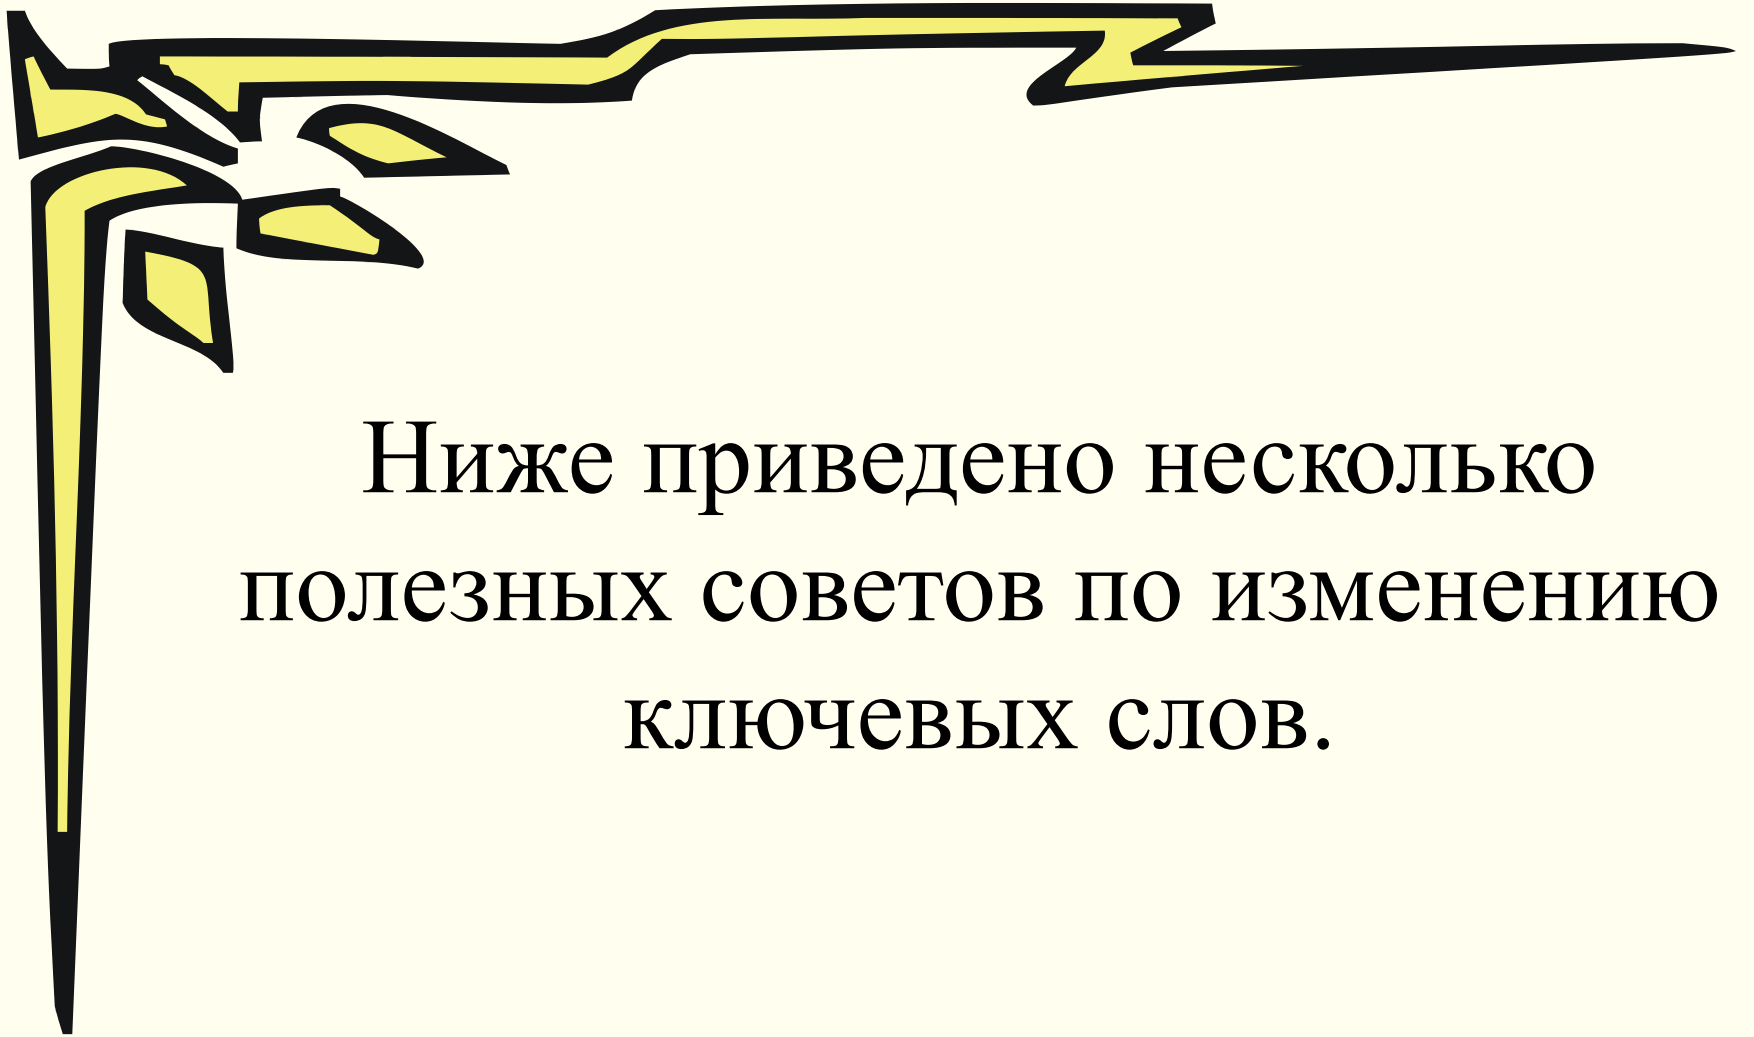 Ниже приведено несколько
полезных советов по изменению
ключевых слов.